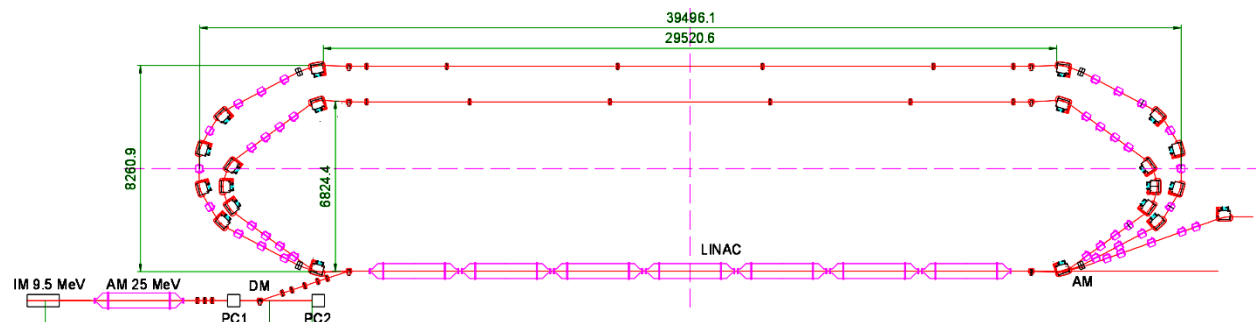 39496.1
29520.6
8260.9
6824.4
LINAC
IM 9.5 MeV
AM 25 MeV
DM
AM
PC1
PC2